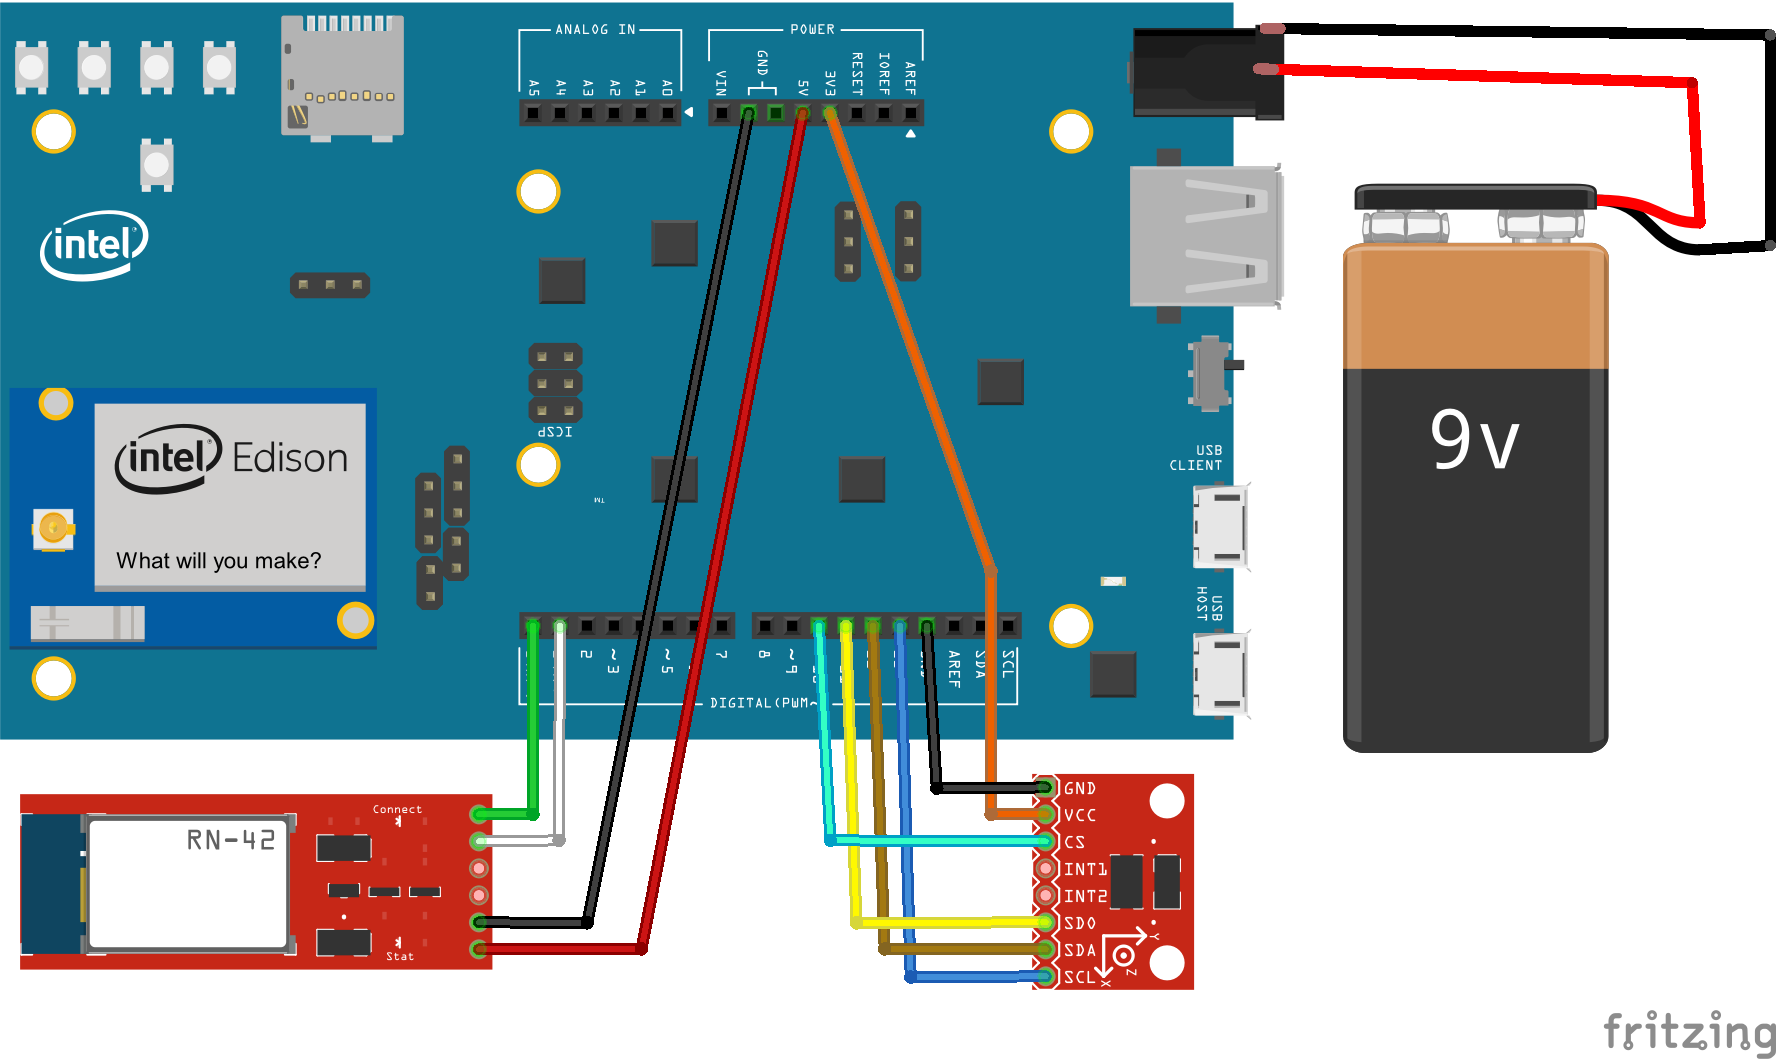 ANALOG IN
POWER
A5
A4
A3
A2
A1
A0
VIN
GND
5V
3V3
RESET
IOREF
AREF
intel
ICSP
intel® Edison
What will you make?
TM
USB
CLIENT
USB
HOST
9v
2
~3
~5
7
8
~9
AREF
SDA
SCL
DIGITAL(PWM~
RN-42
Connect
Stat
GND
VCC
CS
INT1
INT2
SDO
SDA
SCL
Y
Z
X
fritzing